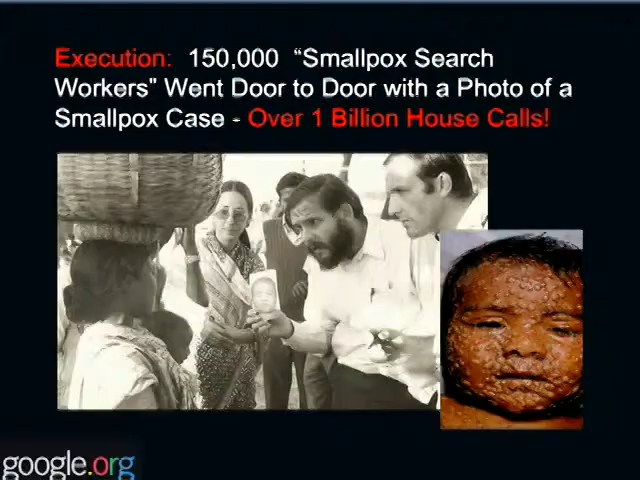 Execution: 150,000 “Smallpox Search
Workers" Went Door to Door with a Photo of a
Smallpox Case - Over 1 Billion House Calls!
google.org